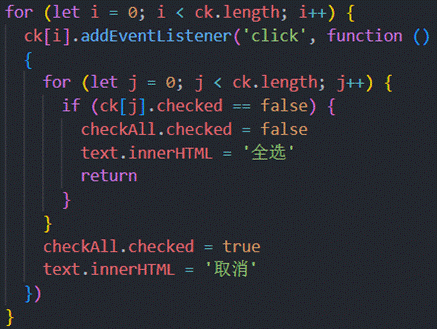 for (let i = 0; i < ck.length; i++) {
  ck[i].addEventListener('click', function ()
  {
    for (let j = 0; j < ck.length; j++) {
      if (ck[j].checked == false) {
        checkAll.checked = false
        text.innerHTML = '全选'
        return
      }
    }
    checkAll.checked = true
    text.innerHTML = '取消'
  })
}